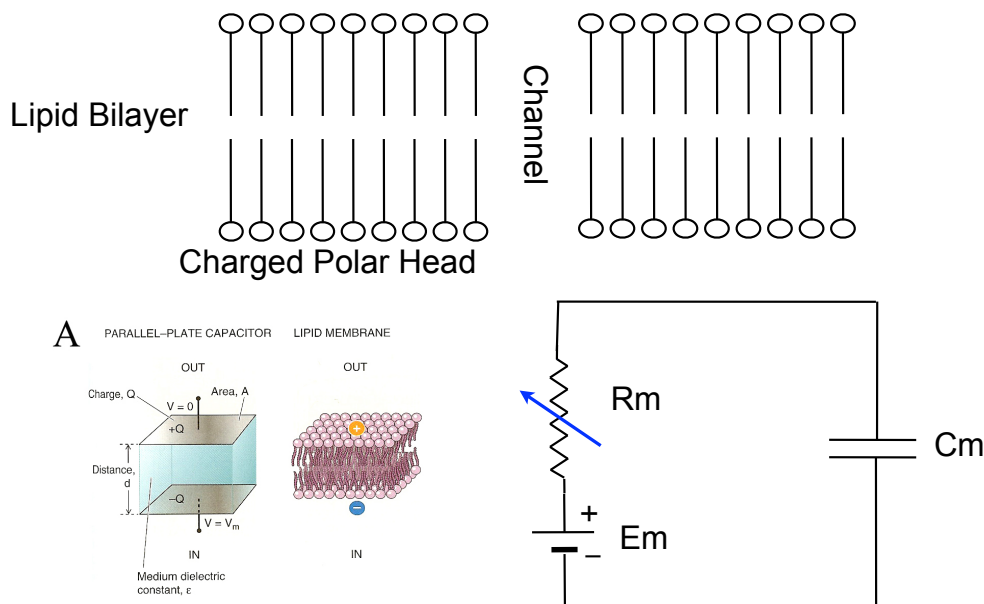 Lipid Bilayer
Channel
Charged Polar Head
A
PARALLEL–PLATE CAPACITOR
LIPID MEMBRANE
OUT
OUT
Charge, Q
Area, A
V = 0
+Q
+
Distance,
d
–Q
–
V = Vm
IN
IN
Medium dielectric
constant, ε
Rm
Cm
+
Em
–